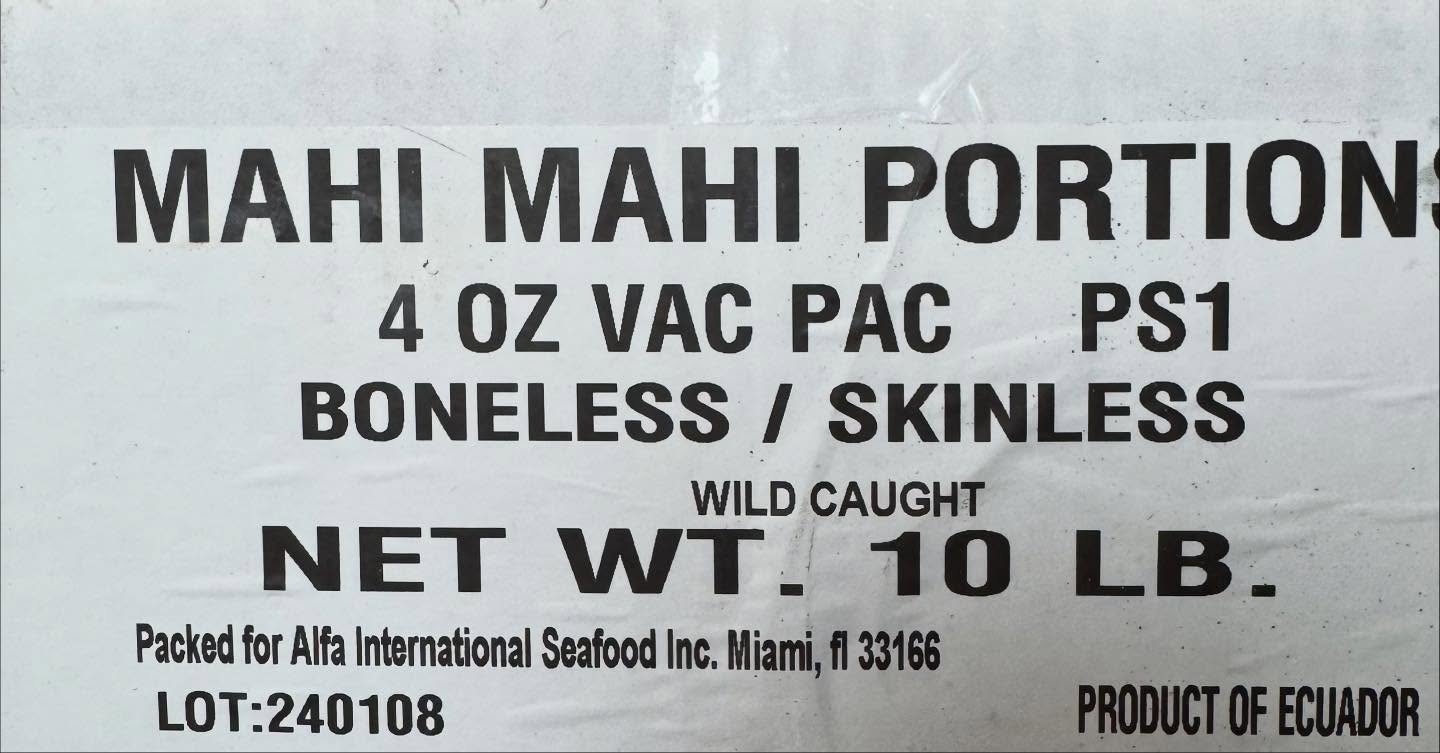 MAHI MAHI PORTIONS
4 OZ VAC PAC PS1
BONELESS / SKINLESS
WILD CAUGHT
NET WT. 10 LB.
Packed for Alfa International Seafood Inc. Miami, fl 33166
LOT:240108
PRODUCT OF ECUADOR